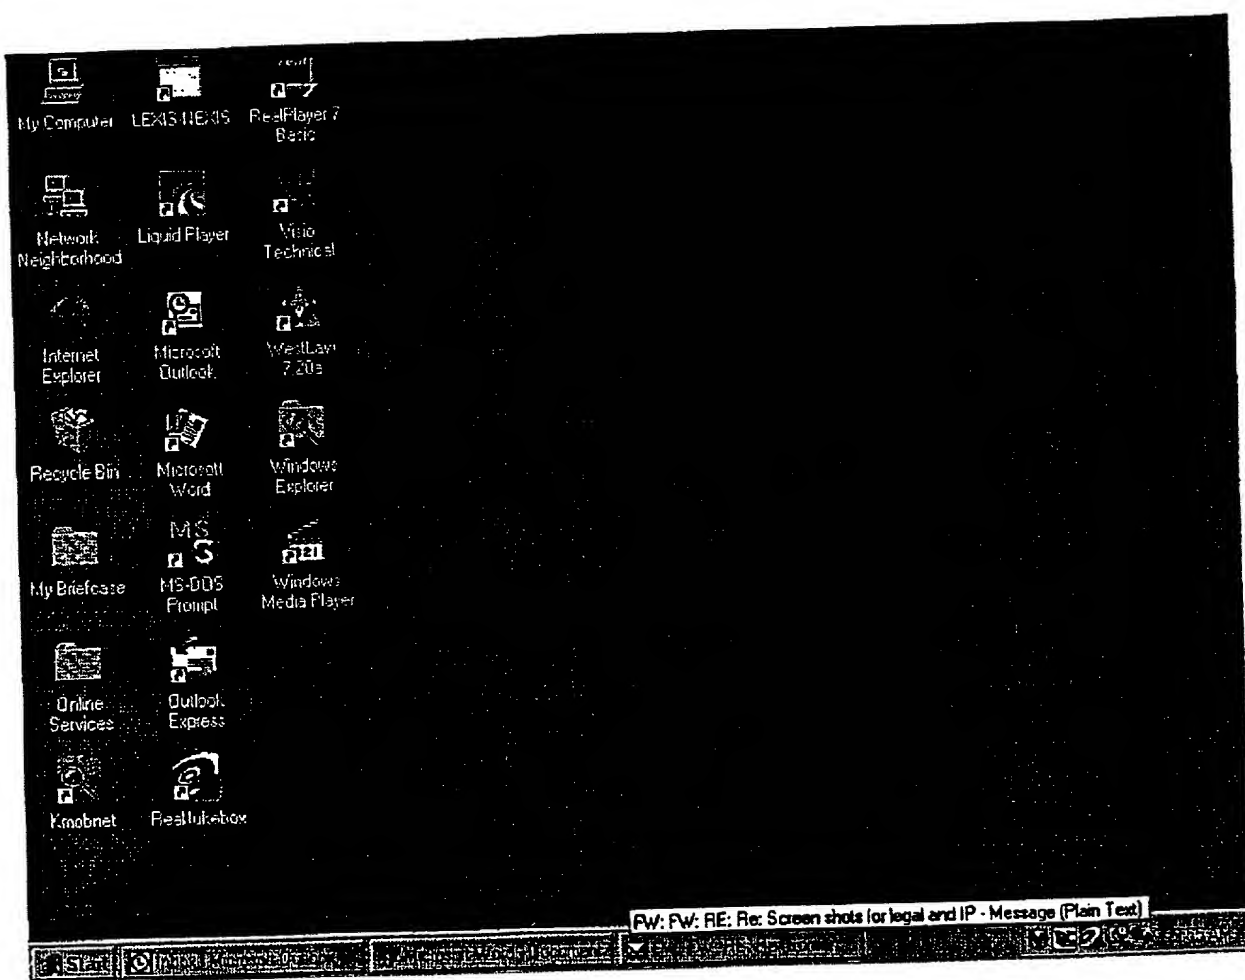 My Computer
LEXIS-NEXIS
RealPlayer 7
Basic
Network
Neighborhood
Liquid Player
Visio
Technical
Internet
Explorer
Microsoft
Outlook
WestLaw
7.20a
Recycle Bin
Microsoft
Word
Windows
Explorer
My Briefcase
MS
MS-DOS
Prompt
Windows
Media Player
Online
Services
Outlook
Express
Kmobnet
RealJukebox
FW: FW: RE: Re: Screen shots for legal and IP - Message (Plain Text)
Start